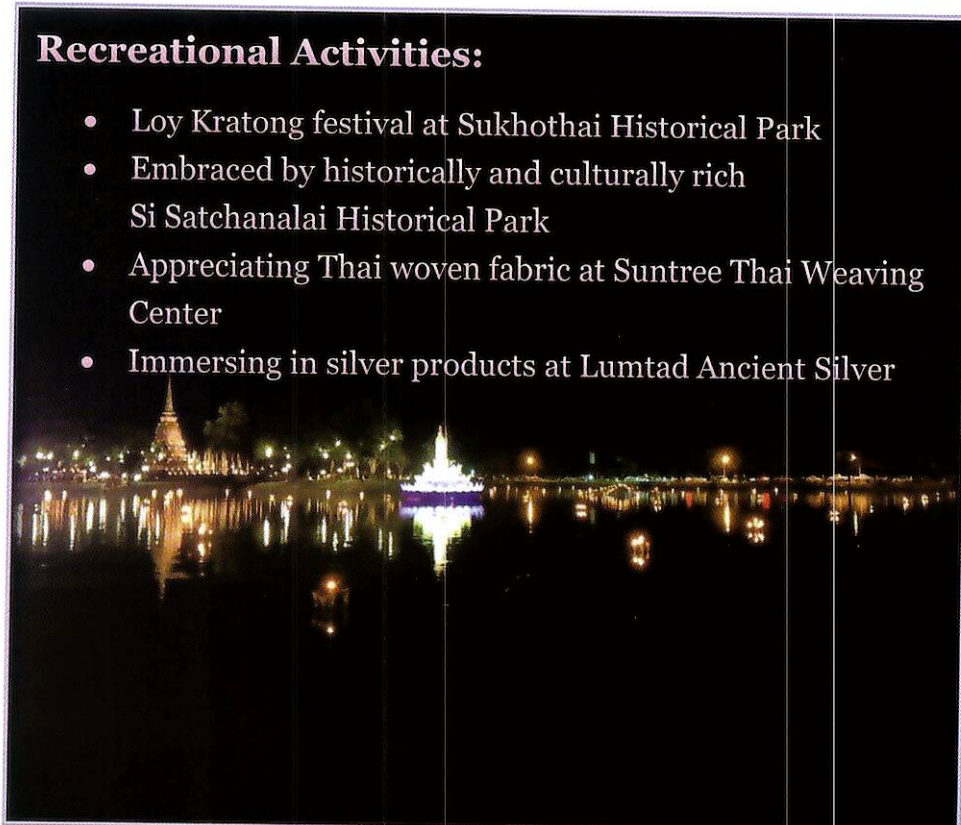 Recreational Activities:
• Loy Kratong festival at Sukhothai Historical Park
• Embraced by historically and culturally rich
Si Satchanalai Historical Park
• Appreciating Thai woven fabric at Suntree Thai Weaving
Center
• Immersing in silver products at Lumtad Ancient Silver